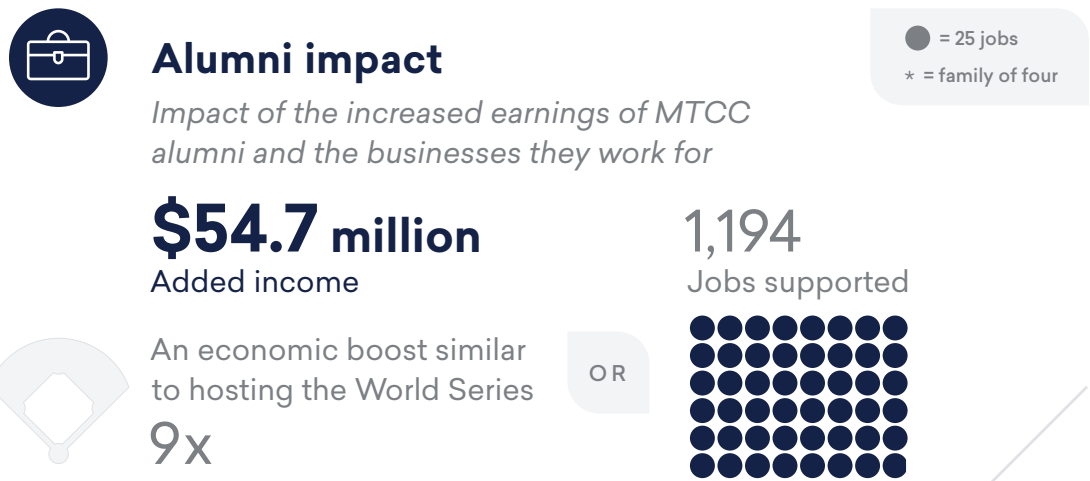 Alumni impact
= 25 jobs
* = family of four
Impact of the increased earnings of MTCC
alumni and the businesses they work for
$54.7 million
Added income
1,194
Jobs supported
An economic boost similar
to hosting the World Series
9x
OR